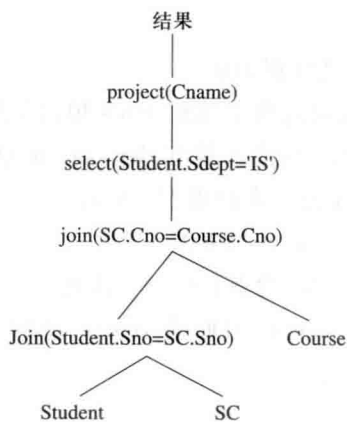 结果
project(Cname)
select(Student.Sdept='IS')
join(SC.Cno=Course.Cno)
Join(Student.Sno=SC.Sno) Course
Student SC